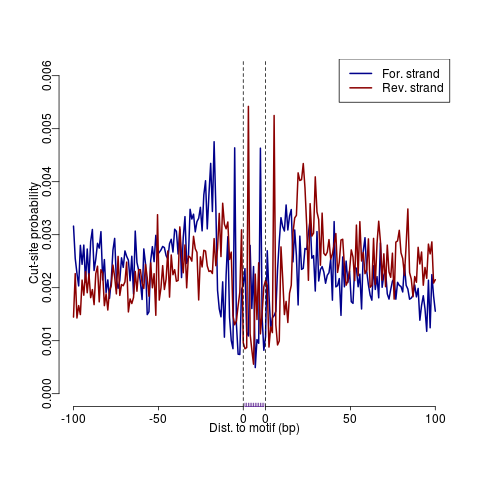 For. strand
Rev. strand
Cut-site probability
0.006
0.005
0.004
0.003
0.002
0.001
0.000
-100 -50 0 0 50 100
Dist. to motif (bp)